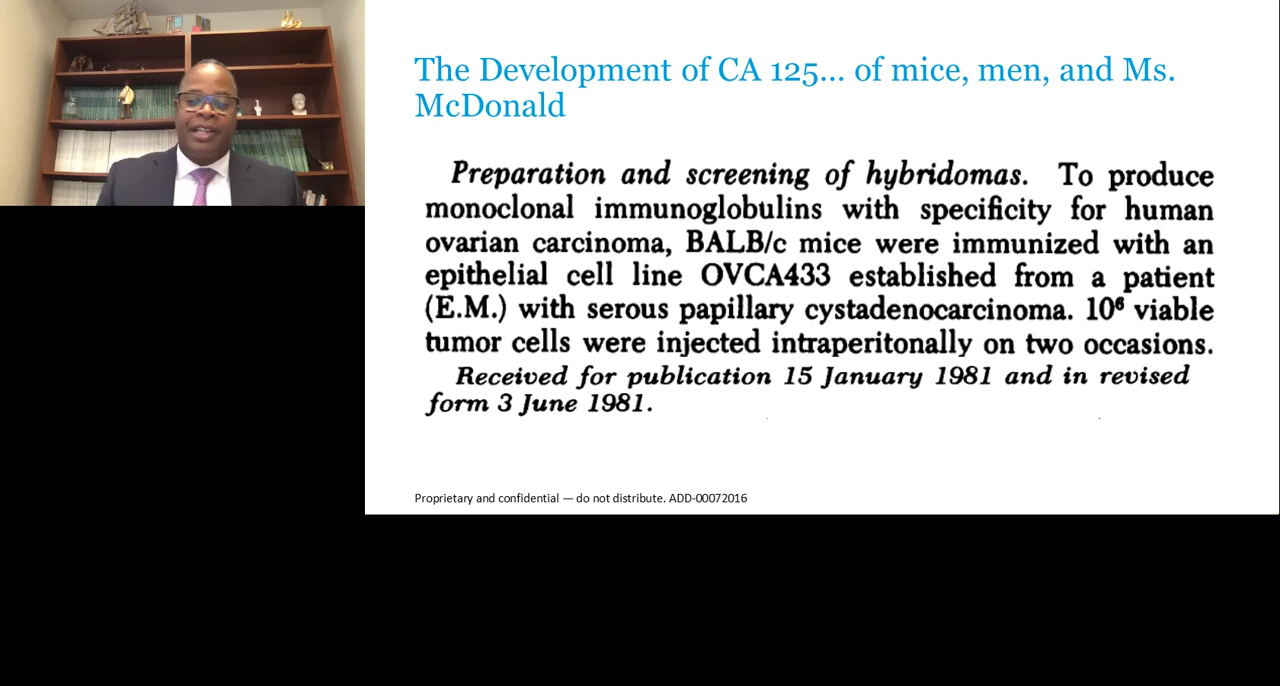 The Development of CA 125... of mice, men, and Ms.
McDonald
Preparation and screening of hybridomas. To produce
monoclonal immunoglobulins with specificity for human
ovarian carcinoma, BALB/c mice were immunized with an
epithelial cell line OVCA433 established from a patient
(E.M.) with serous papillary cystadenocarcinoma. 10⁶ viable
tumor cells were injected intraperitonally on two occasions.
Received for publication 15 January 1981 and in revised
form 3 June 1981.
Proprietary and confidential — do not distribute. ADD-00072016